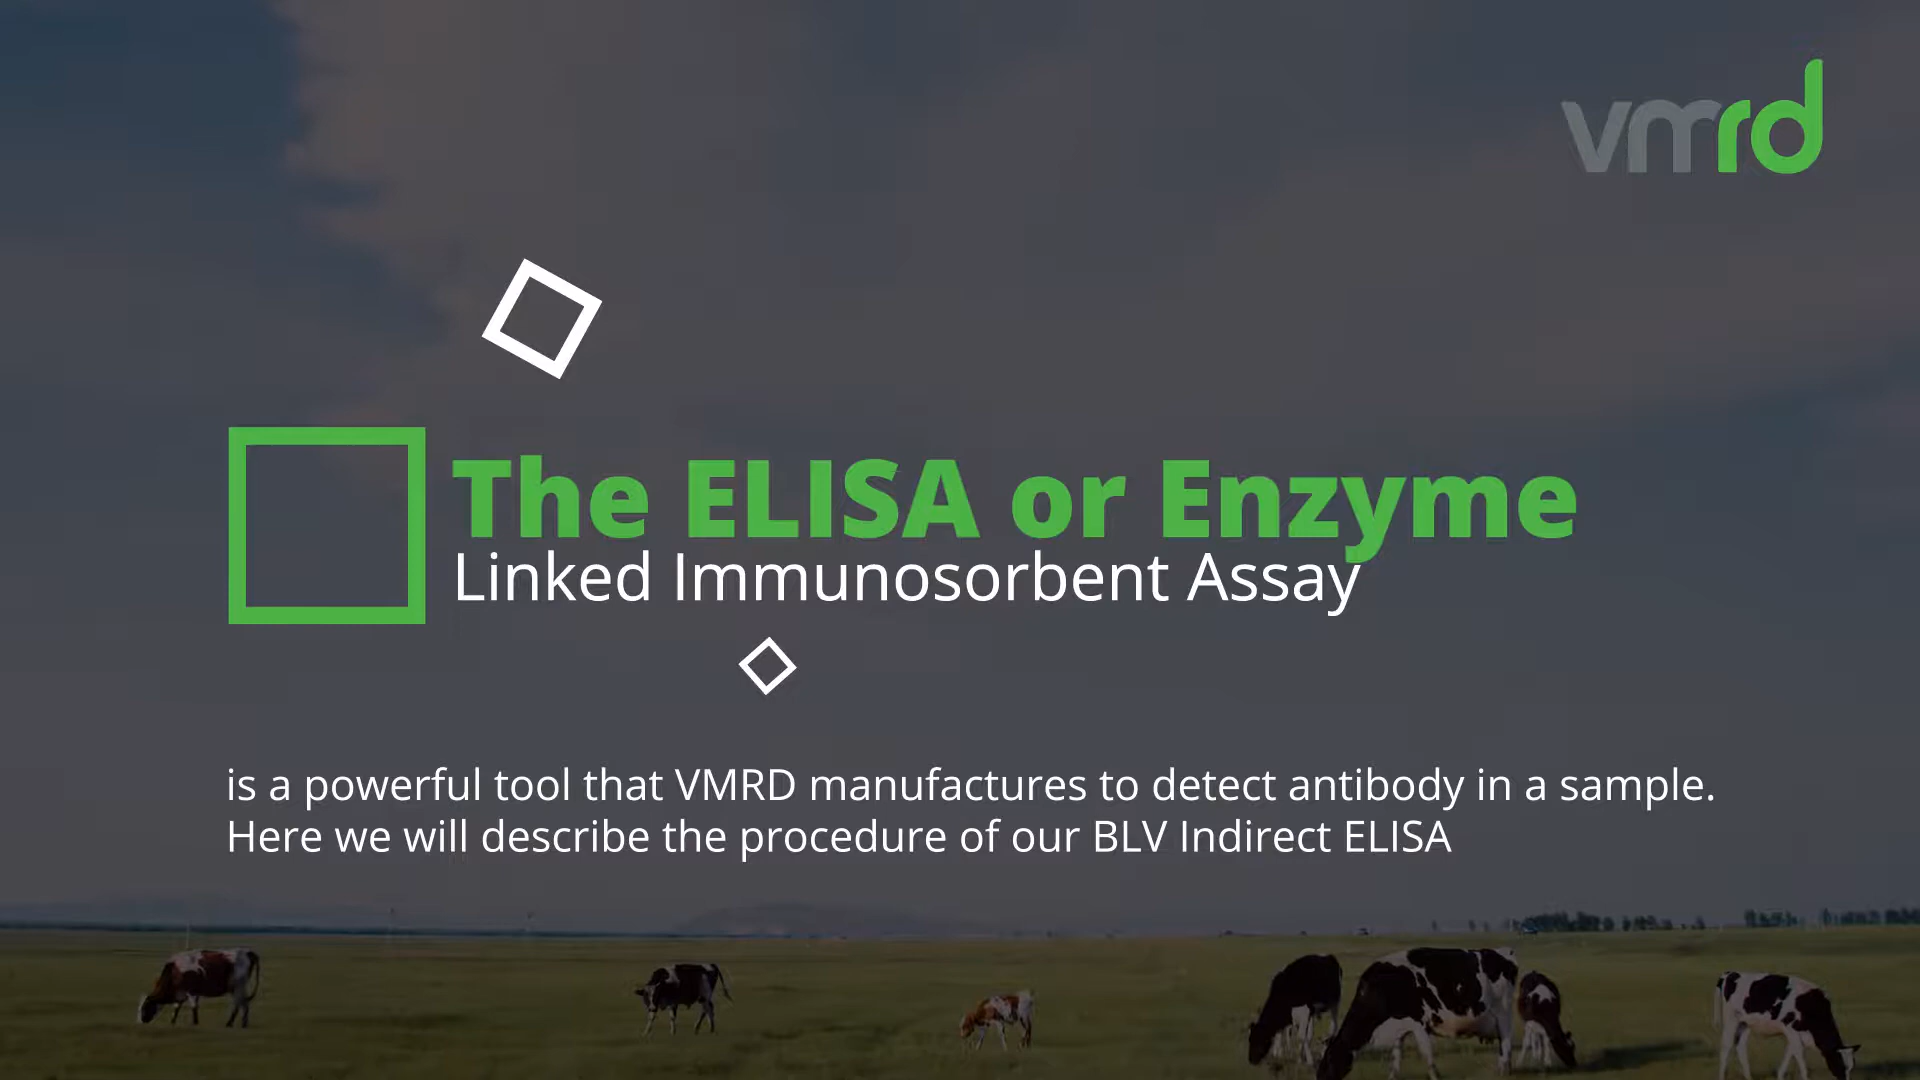 vmrd
The ELISA or Enzyme
Linked Immunosorbent Assay
is a powerful tool that VMRD manufactures to detect antibody in a sample.
Here we will describe the procedure of our BLV Indirect ELISA